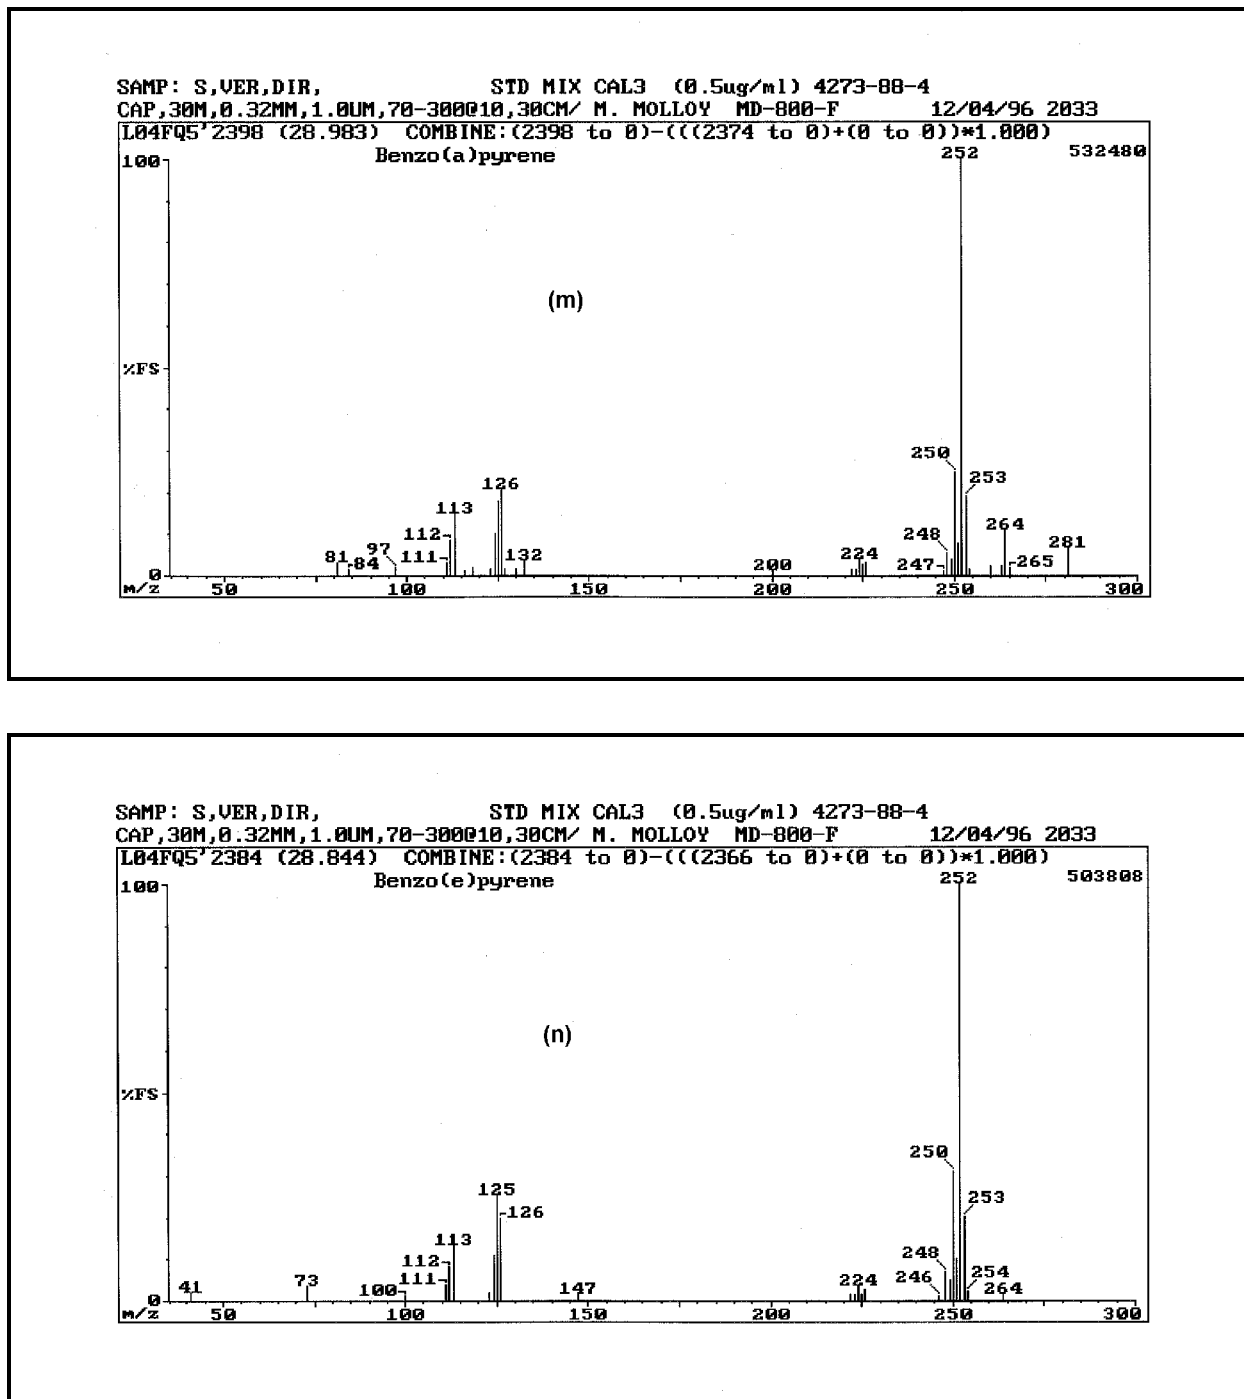 SAMP: S,VER,DIR, STD MIX CAL3 (0.5ug/ml) 4273-88-4
CAP,30M,0.32MM,1.0UM,70-300@10,30CM/ M. MOLLOY MD-800-F 12/04/96 2033
L04FQ5'2398 (28.983) COMBINE:(2398 to 0)-(((2374 to 0)+(0 to 0))*1.000)
100 Benzo(a)pyrene 252 532480
(m)
%FS
250
253
126
113
264
112
248
281
97
132
224
81 84 111 200 247 265
0
m/z 50 100 150 200 250 300
SAMP: S,VER,DIR, STD MIX CAL3 (0.5ug/ml) 4273-88-4
CAP,30M,0.32MM,1.0UM,70-300@10,30CM/ M. MOLLOY MD-800-F 12/04/96 2033
L04FQ5'2384 (28.844) COMBINE:(2384 to 0)-(((2366 to 0)+(0 to 0))*1.000)
100 Benzo(e)pyrene 252 503808
(n)
%FS
250
125
253
126
113
248
112
254
41 73 100 111 147 224 246 264
0
m/z 50 100 150 200 250 300